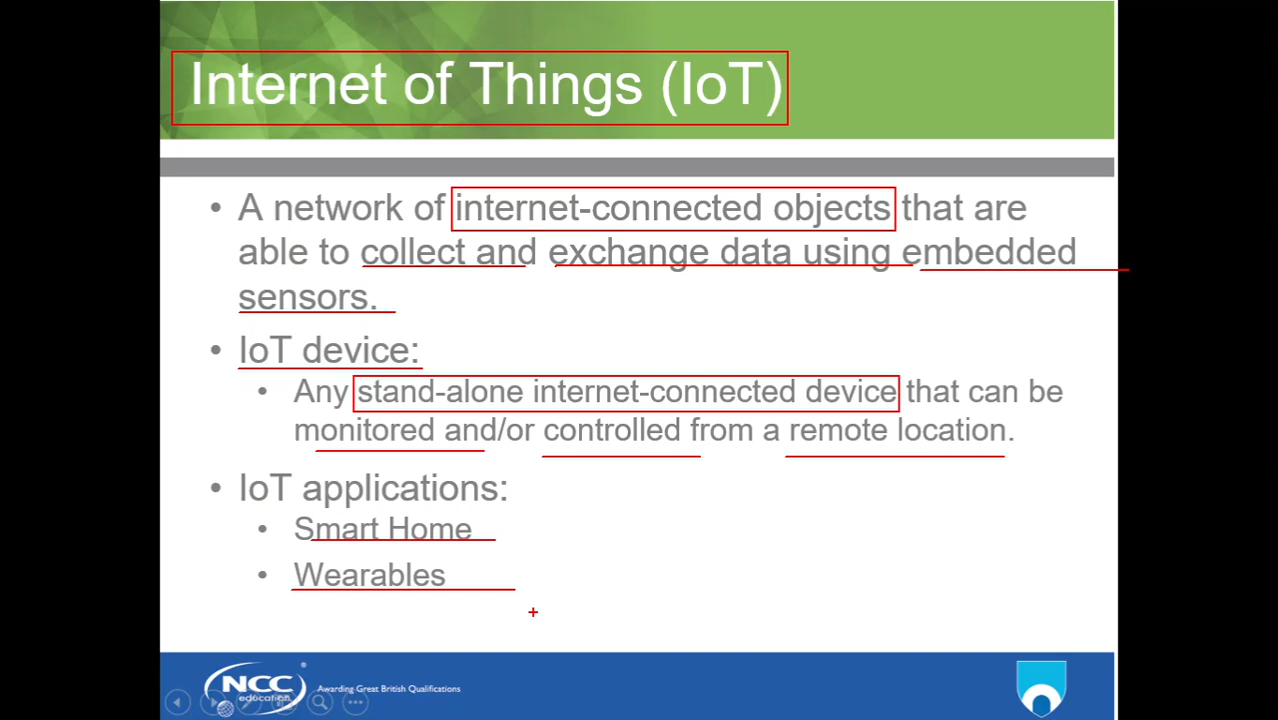 Internet of Things (IoT)
• A network of internet-connected objects that are
able to collect and exchange data using embedded
sensors.
• IoT device:
• Any stand-alone internet-connected device that can be
monitored and/or controlled from a remote location.
• IoT applications:
• Smart Home
• Wearables
NCC
education
Awarding Great British Qualifications